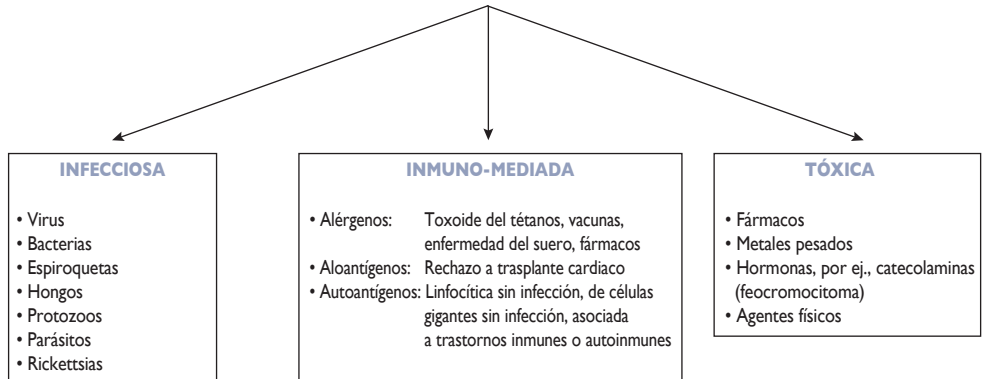 INFECCIOSA
• Virus
• Bacterias
• Espiroquetas
• Hongos
• Protozoos
• Parásitos
• Rickettsias
INMUNO-MEDIADA
• Alérgenos: Toxoide del tétanos, vacunas,
enfermedad del suero, fármacos
• Aloantígenos: Rechazo a trasplante cardiaco
• Autoantígenos: Linfocítica sin infección, de células
gigantes sin infección, asociada
a trastornos inmunes o autoinmunes
TÓXICA
• Fármacos
• Metales pesados
• Hormonas, por ej., catecolaminas
(feocromocitoma)
• Agentes físicos